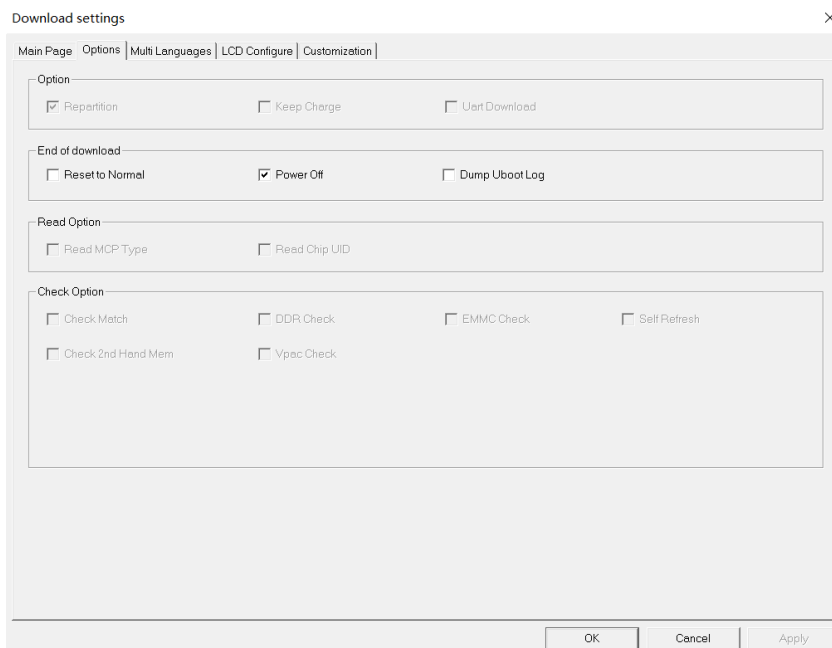 Download settings
Main Page Options Multi Languages LCD Configure Customization
Option
Repartition Keep Charge Uart Download
End of download
Reset to Normal Power Off Dump Uboot Log
Read Option
Read MCP Type Read Chip UID
Check Option
Check Match DDR Check EMMC Check Self Refresh
Check 2nd Hand Mem Vpac Check
OK Cancel Apply